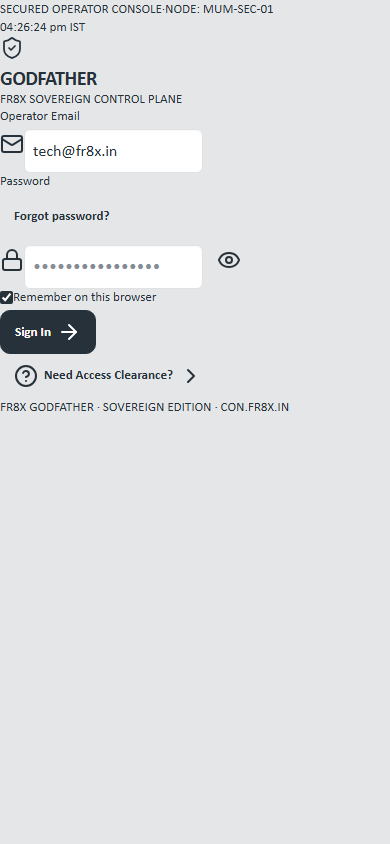 SECURED OPERATOR CONSOLE·NODE: MUM-SEC-01
04:26:24 pm IST
GODFATHER
FR8X SOVEREIGN CONTROL PLANE
Operator Email
tech@fr8x.in
Password
Forgot password?
Remember on this browser
Sign In
Need Access Clearance?
FR8X GODFATHER · SOVEREIGN EDITION · CON.FR8X.IN